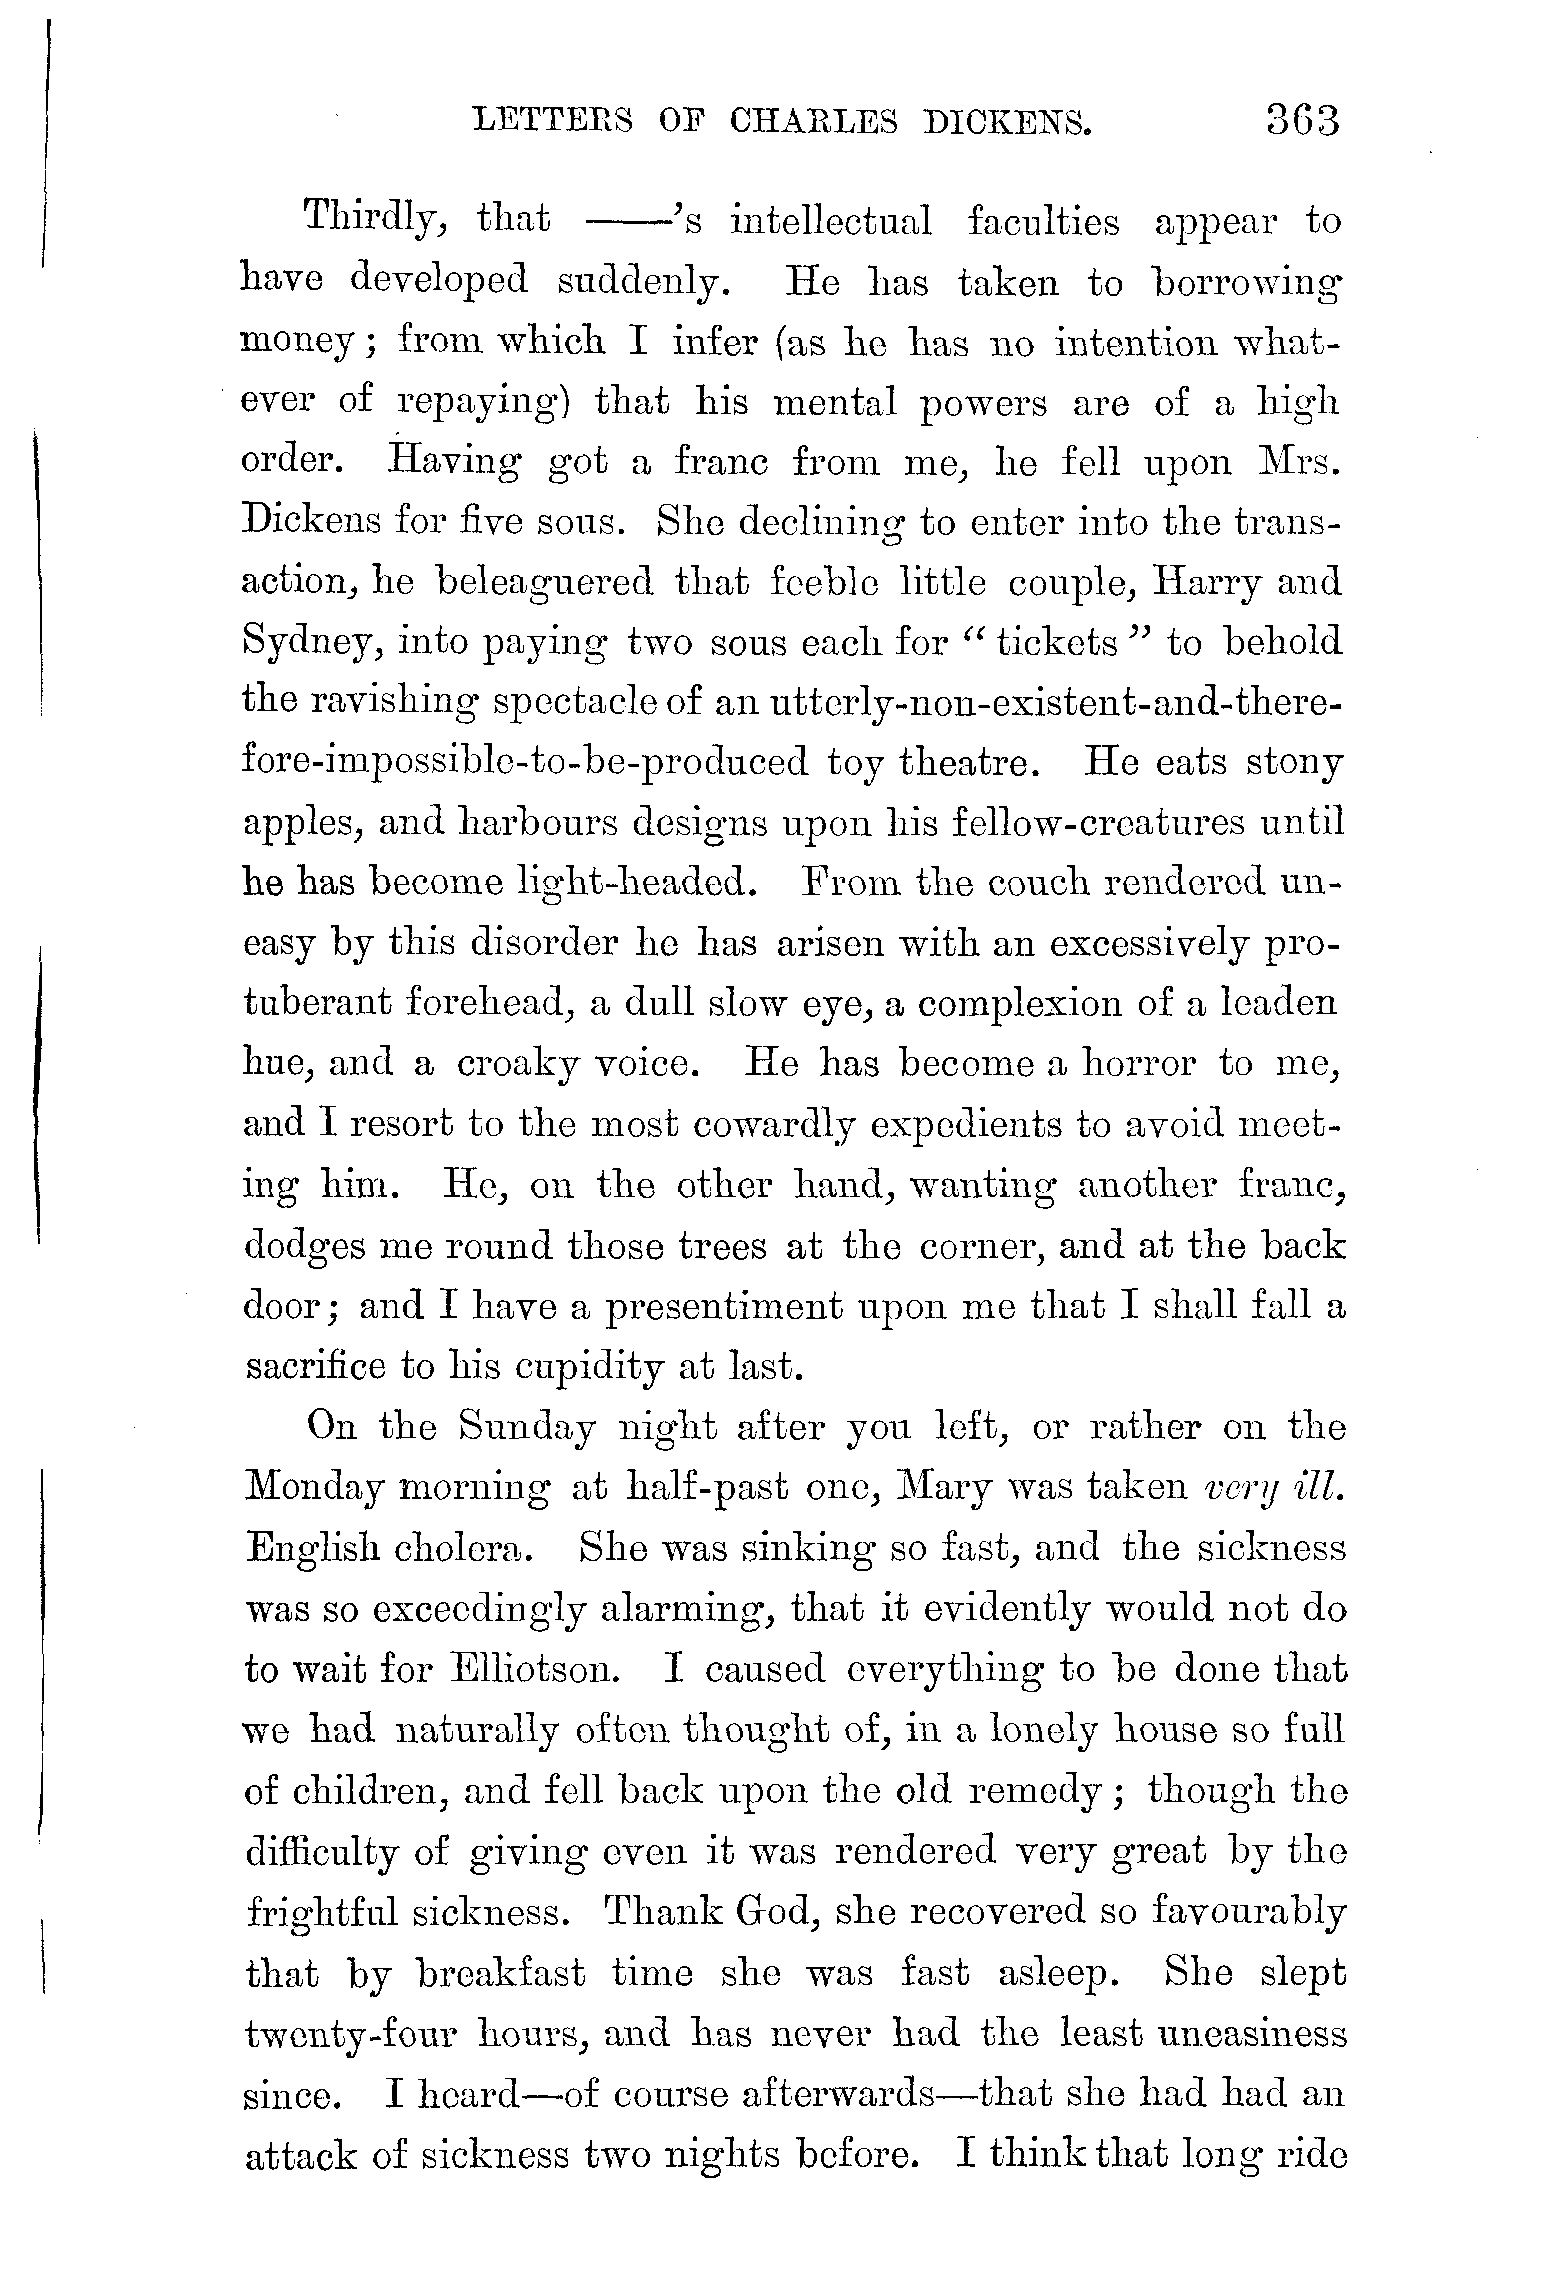 LETTERS OF CHARLES DICKENS. 363
Thirdly, that ——'s intellectual faculties appear to
have developed suddenly. He has taken to borrowing
money; from which I infer (as he has no intention what-
ever of repaying) that his mental powers are of a high
order. Having got a franc from me, he fell upon Mrs.
Dickens for five sous. She declining to enter into the trans-
action, he beleaguered that feeble little couple, Harry and
Sydney, into paying two sous each for "tickets" to behold
the ravishing spectacle of an utterly-non-existent-and-there-
fore-impossible-to-be-produced toy theatre. He eats stony
apples, and harbours designs upon his fellow-creatures until
he has become light-headed. From the couch rendered un-
easy by this disorder he has arisen with an excessively pro-
tuberant forehead, a dull slow eye, a complexion of a leaden
hue, and a croaky voice. He has become a horror to me,
and I resort to the most cowardly expedients to avoid meet-
ing him. He, on the other hand, wanting another franc,
dodges me round those trees at the corner, and at the back
door; and I have a presentiment upon me that I shall fall a
sacrifice to his cupidity at last.
On the Sunday night after you left, or rather on the
Monday morning at half-past one, Mary was taken very ill.
English cholera. She was sinking so fast, and the sickness
was so exceedingly alarming, that it evidently would not do
to wait for Elliotson. I caused everything to be done that
we had naturally often thought of, in a lonely house so full
of children, and fell back upon the old remedy; though the
difficulty of giving even it was rendered very great by the
frightful sickness. Thank God, she recovered so favourably
that by breakfast time she was fast asleep. She slept
twenty-four hours, and has never had the least uneasiness
since. I heard—of course afterwards—that she had had an
attack of sickness two nights before. I think that long ride